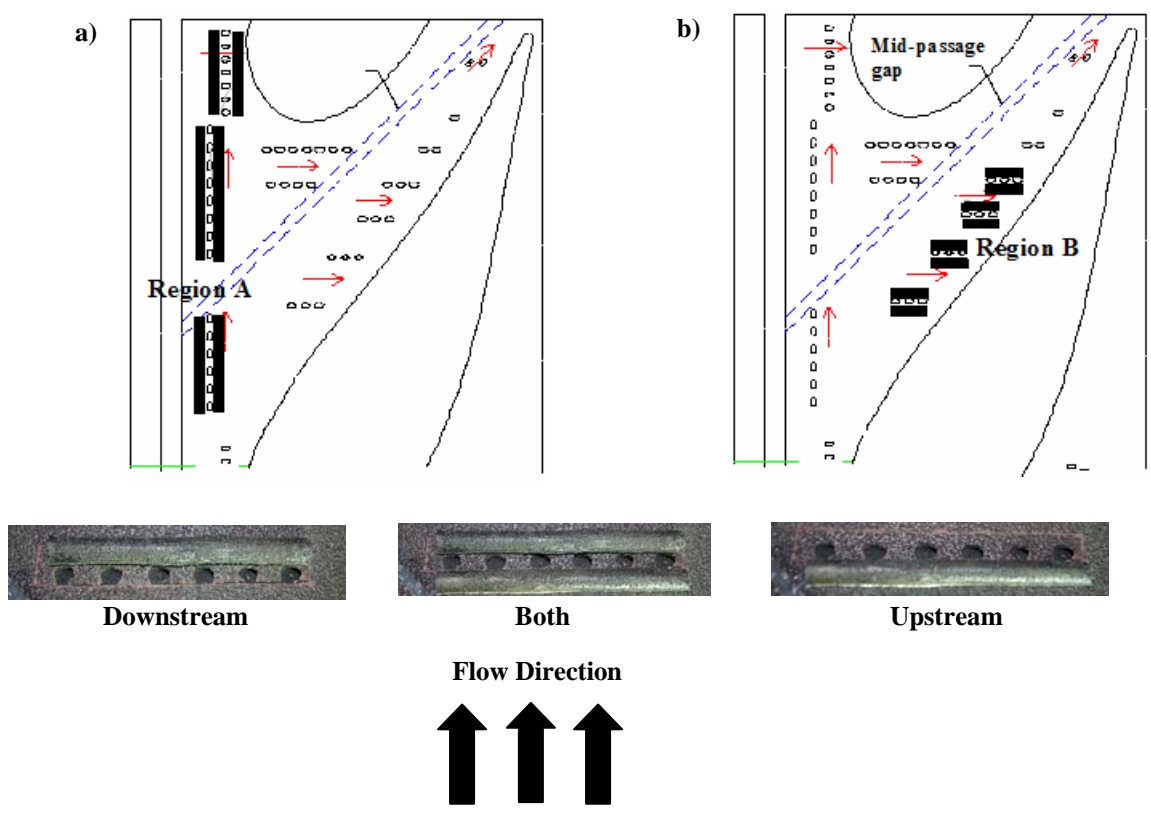 a)
Region A
b)
Mid-passage
gap
Region B
Downstream
Both
Upstream
Flow Direction